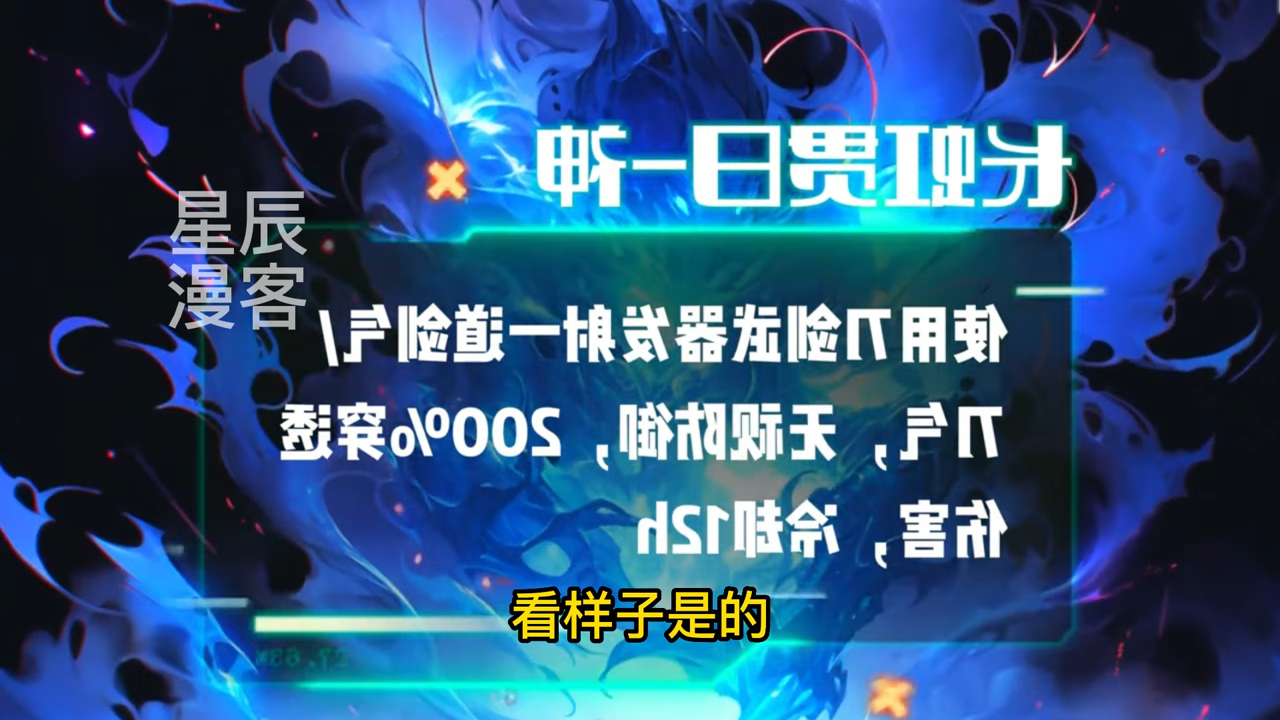 长虹贯日-神
星辰
漫客
使用刀剑武器发射一道剑气/
刀气，无视防御，200%穿透
伤害，冷却12h
看样子是的